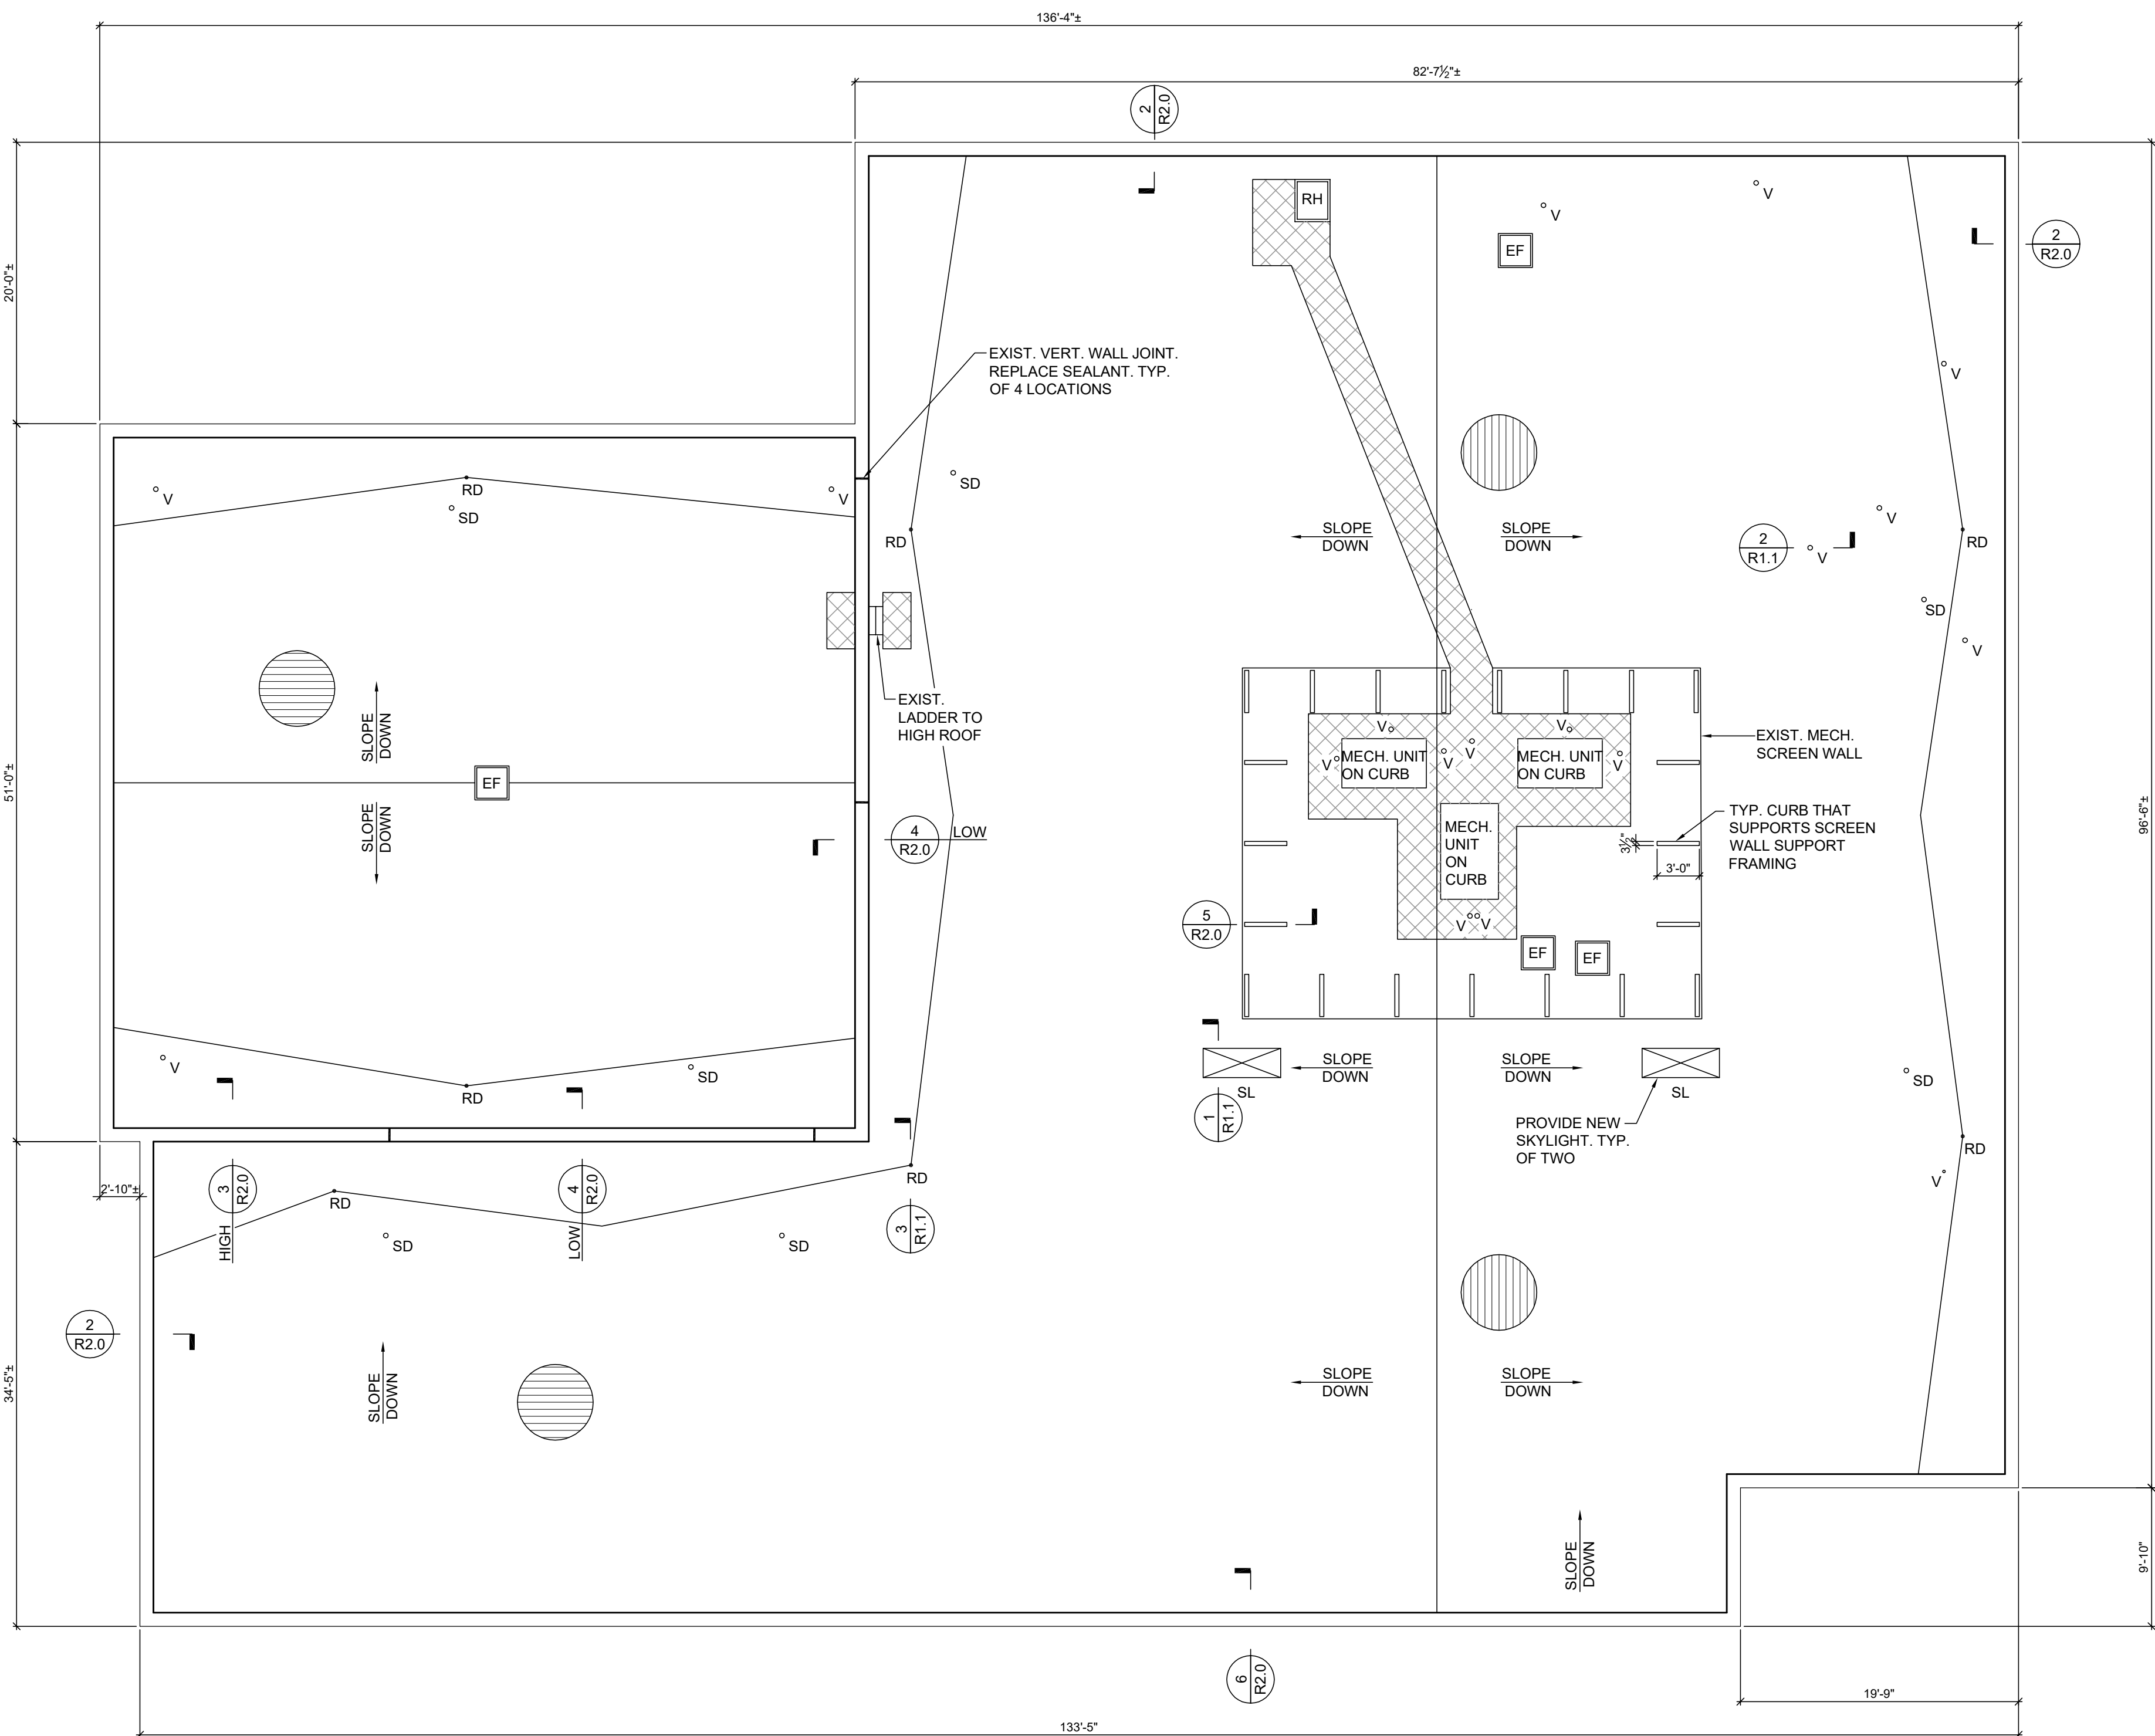 136'-4"±
82'-7½"±
2
R2.0
20'-0"±
RH
V
V
EF
2
R2.0
EXIST. VERT. WALL JOINT.
REPLACE SEALANT. TYP.
OF 4 LOCATIONS
V
V
RD
SD
V
SD
RD
SLOPE
DOWN
SLOPE
DOWN
V
2
R1.1
V
RD
SD
V
EXIST.
LADDER TO
HIGH ROOF
SLOPE
DOWN
51'-0"±
EF
SLOPE
DOWN
V
V
V
MECH. UNIT
ON CURB
V
V
MECH. UNIT
ON CURB
V
EXIST. MECH.
SCREEN WALL
4
R2.0
LOW
MECH.
UNIT
ON
CURB
3½"
3'-0"
TYP. CURB THAT
SUPPORTS SCREEN
WALL SUPPORT
FRAMING
96'-6"±
5
R2.0
V
V
EF
EF
V
RD
SD
SLOPE
DOWN
SLOPE
DOWN
SL
SL
1
R1.1
PROVIDE NEW
SKYLIGHT. TYP.
OF TWO
SD
RD
V
2'-10"±
3
R2.0
HIGH
RD
4
R2.0
LOW
RD
3
R1.1
SD
SD
2
R2.0
34'-5"±
SLOPE
DOWN
SLOPE
DOWN
SLOPE
DOWN
SLOPE
DOWN
9'-10"
6
R2.0
19'-9"
133'-5"